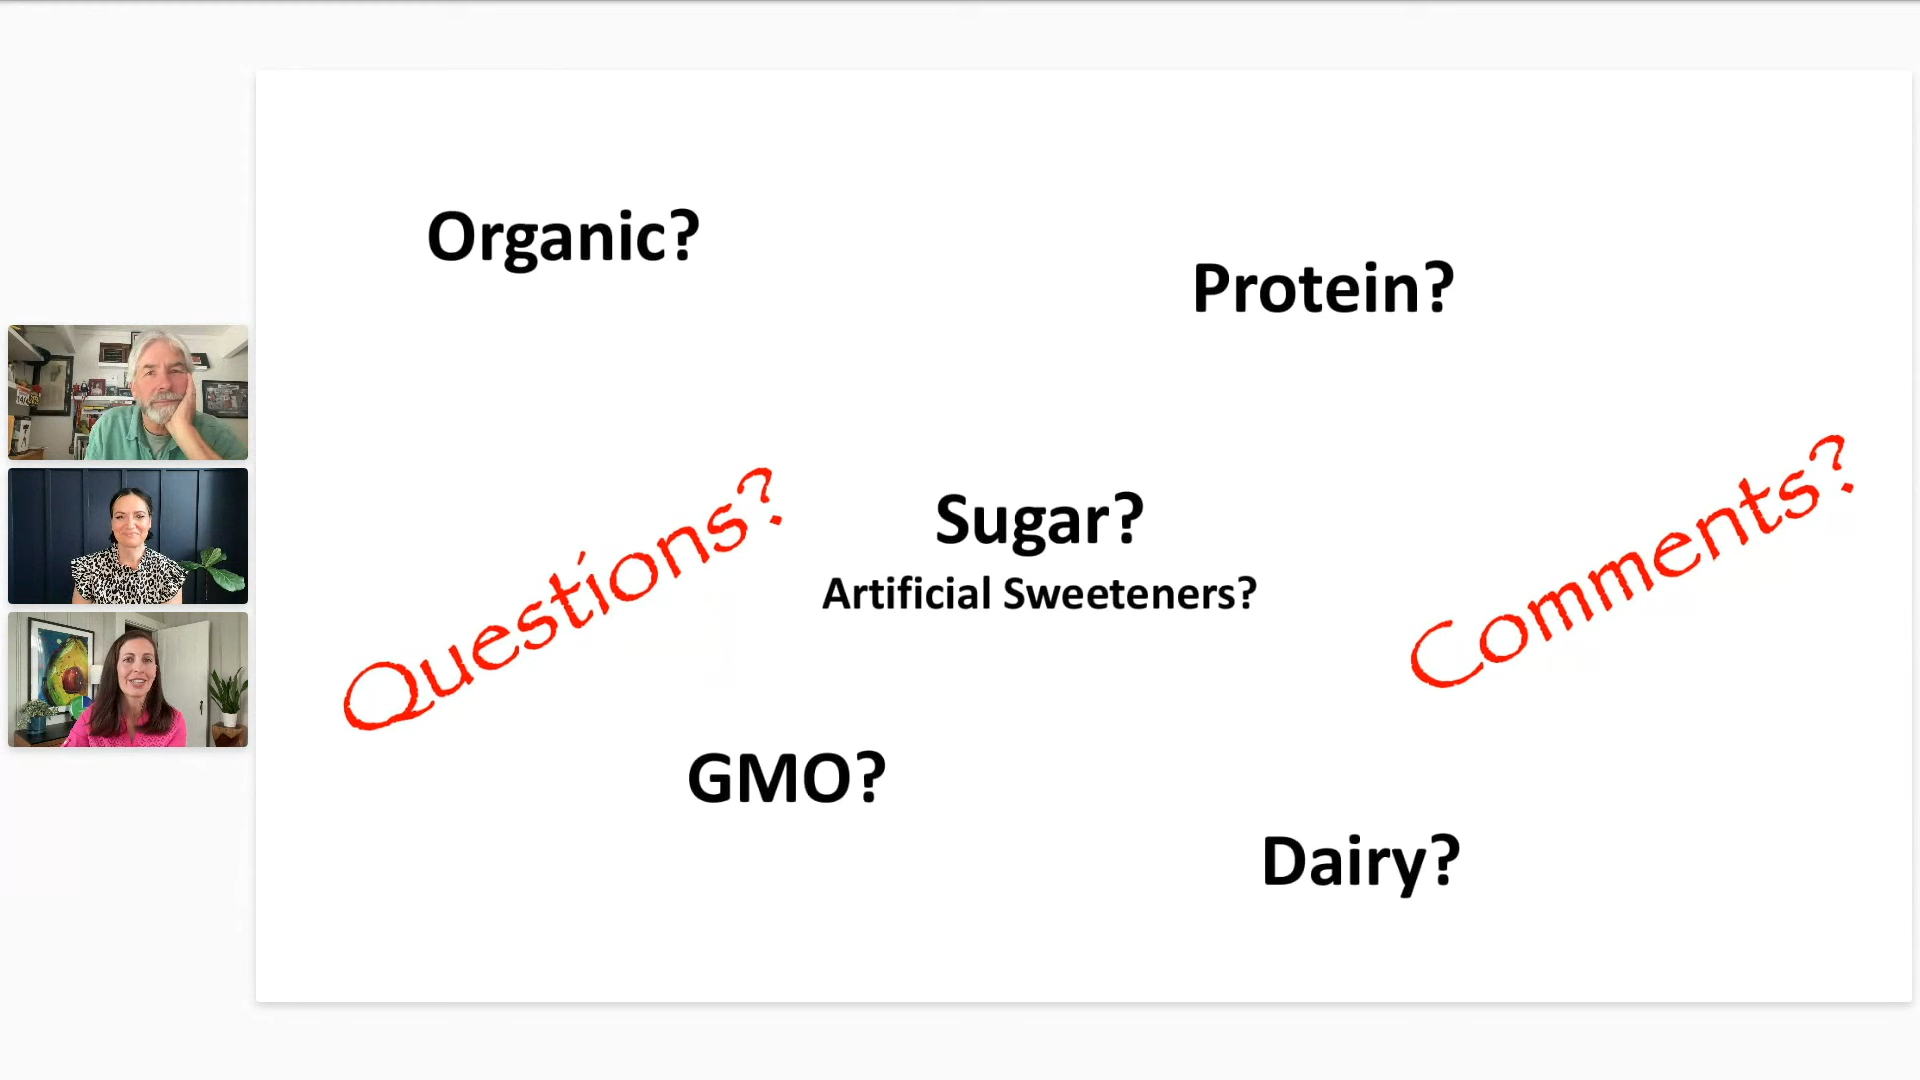 Organic?
Protein?
Questions?
Sugar?
Artificial Sweeteners?
Comments?
GMO?
Dairy?